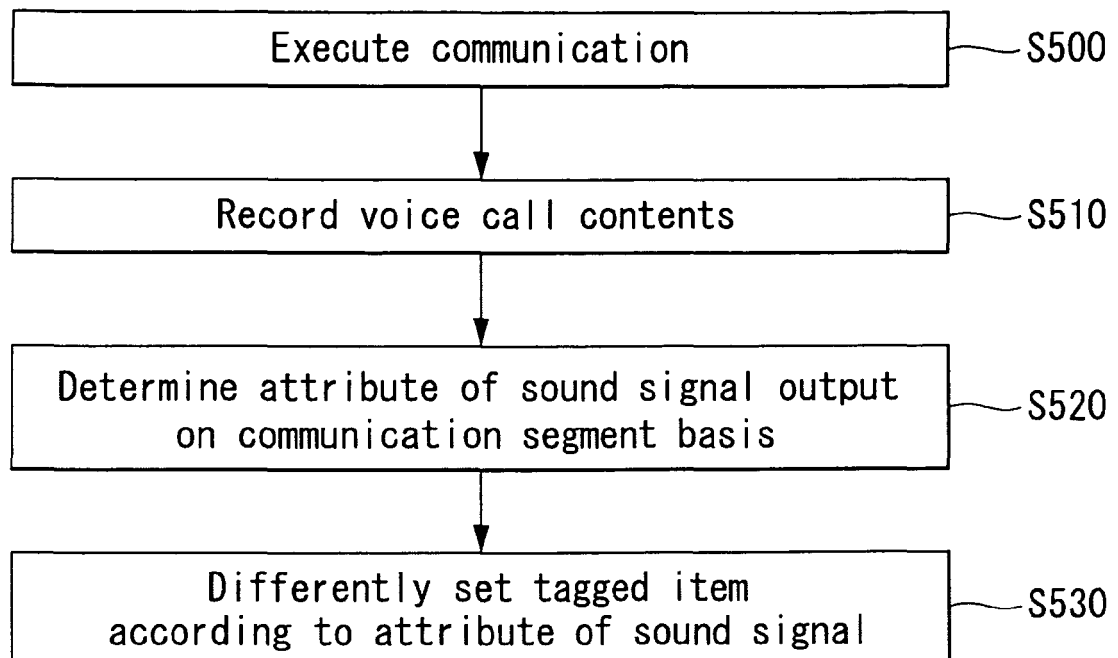 Execute communication
S500
Record voice call contents
S510
Determine attribute of sound signal output
on communication segment basis
S520
Differently set tagged item
according to attribute of sound signal
S530